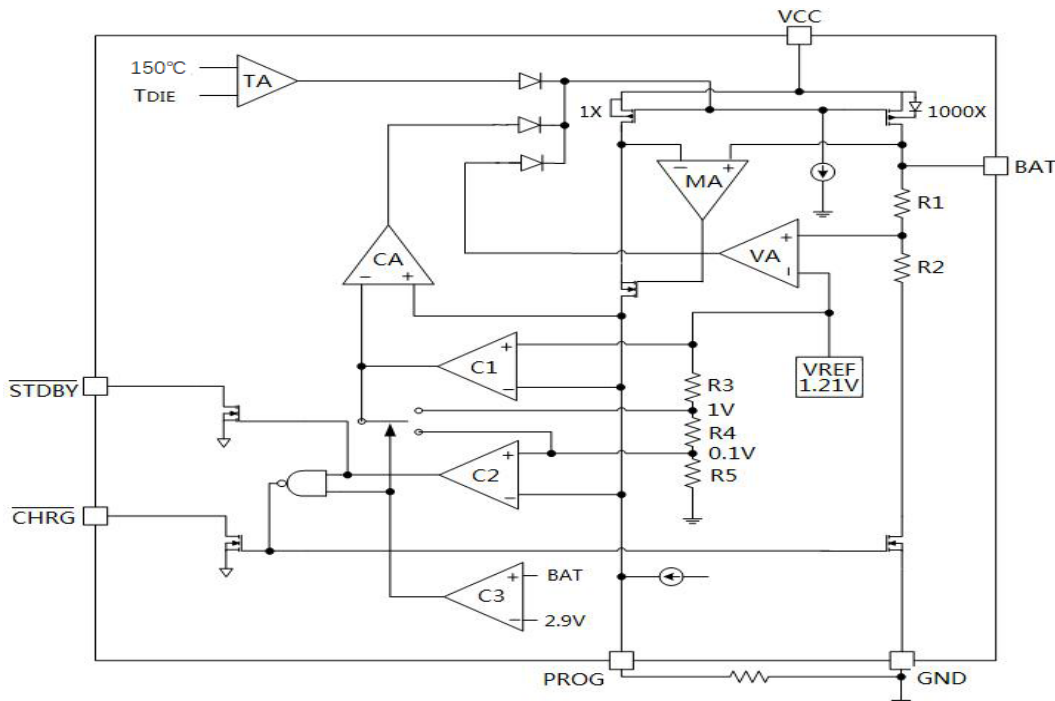 VCC
150℃
TDIE
TA
1X
1000X
− +
MA
BAT
R1
CA
− +
VA
+
−
R2
C1
+
−
VREF
1.21V
STDBY
R3
1V
R4
0.1V
C2
+
−
R5
CHRG
C3
+
−
BAT
2.9V
PROG
GND